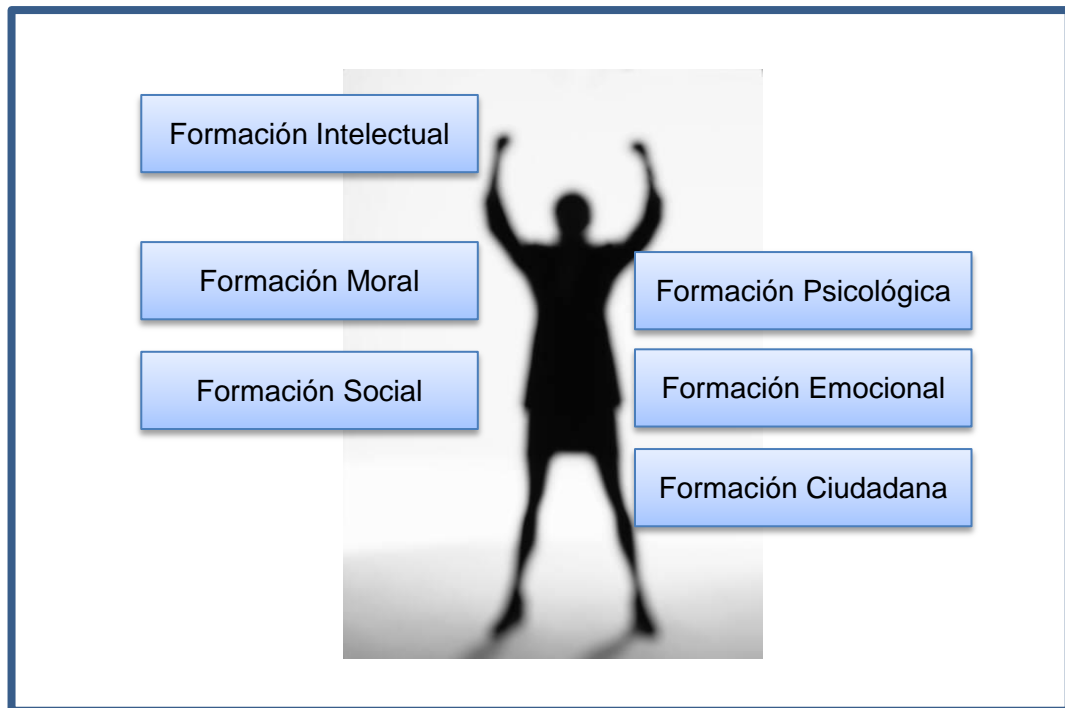 Formación Intelectual
Formación Moral
Formación Social
Formación Psicológica
Formación Emocional
Formación Ciudadana